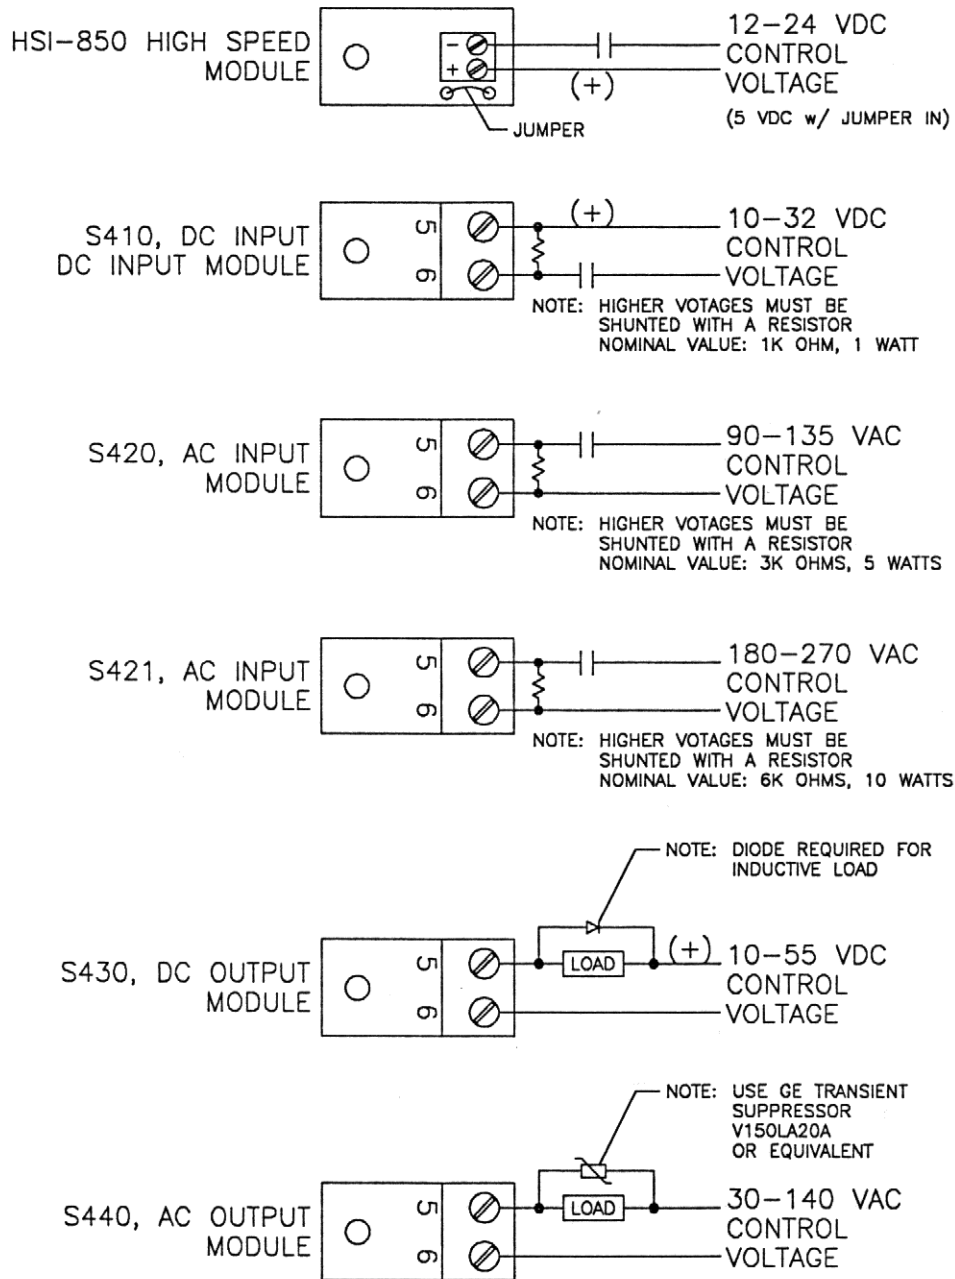 HSI-850 HIGH SPEED
MODULE
-
+
(+)
JUMPER
12-24 VDC
CONTROL
VOLTAGE
(5 VDC w/ JUMPER IN)
S410, DC INPUT
DC INPUT MODULE
5
6
(+)
10-32 VDC
CONTROL
VOLTAGE
NOTE: HIGHER VOTAGES MUST BE
SHUNTED WITH A RESISTOR
NOMINAL VALUE: 1K OHM, 1 WATT
S420, AC INPUT
MODULE
5
6
90-135 VAC
CONTROL
VOLTAGE
NOTE: HIGHER VOTAGES MUST BE
SHUNTED WITH A RESISTOR
NOMINAL VALUE: 3K OHMS, 5 WATTS
S421, AC INPUT
MODULE
5
6
180-270 VAC
CONTROL
VOLTAGE
NOTE: HIGHER VOTAGES MUST BE
SHUNTED WITH A RESISTOR
NOMINAL VALUE: 6K OHMS, 10 WATTS
NOTE: DIODE REQUIRED FOR
INDUCTIVE LOAD
S430, DC OUTPUT
MODULE
5
6
LOAD
(+)
10-55 VDC
CONTROL
VOLTAGE
NOTE: USE GE TRANSIENT
SUPPRESSOR
V150LA20A
OR EQUIVALENT
S440, AC OUTPUT
MODULE
5
6
LOAD
30-140 VAC
CONTROL
VOLTAGE